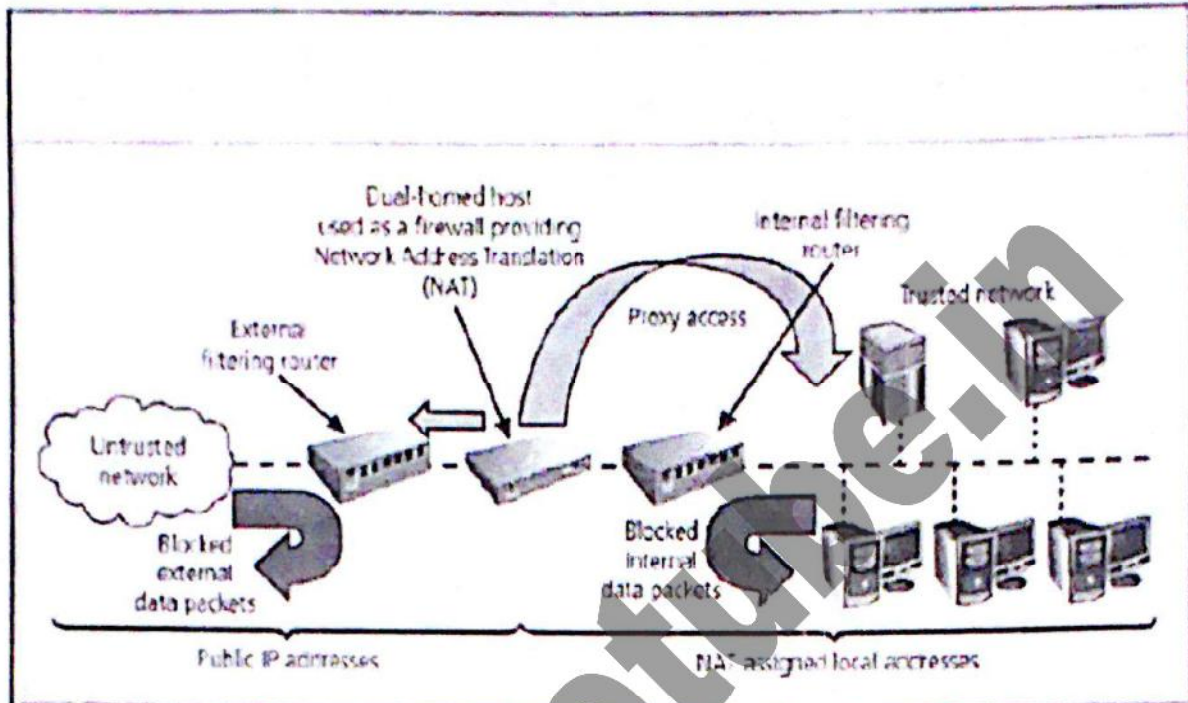 Dual-homed host
used as a firewall providing
Network Address Translation
(NAT)
Internal filtering
router
Trusted network
Proxy access
External
filtering router
Untrusted
network
Blocked
external
data packets
Blocked
internal
data packets
Public IP addresses
NAT assigned local addresses
tube.in